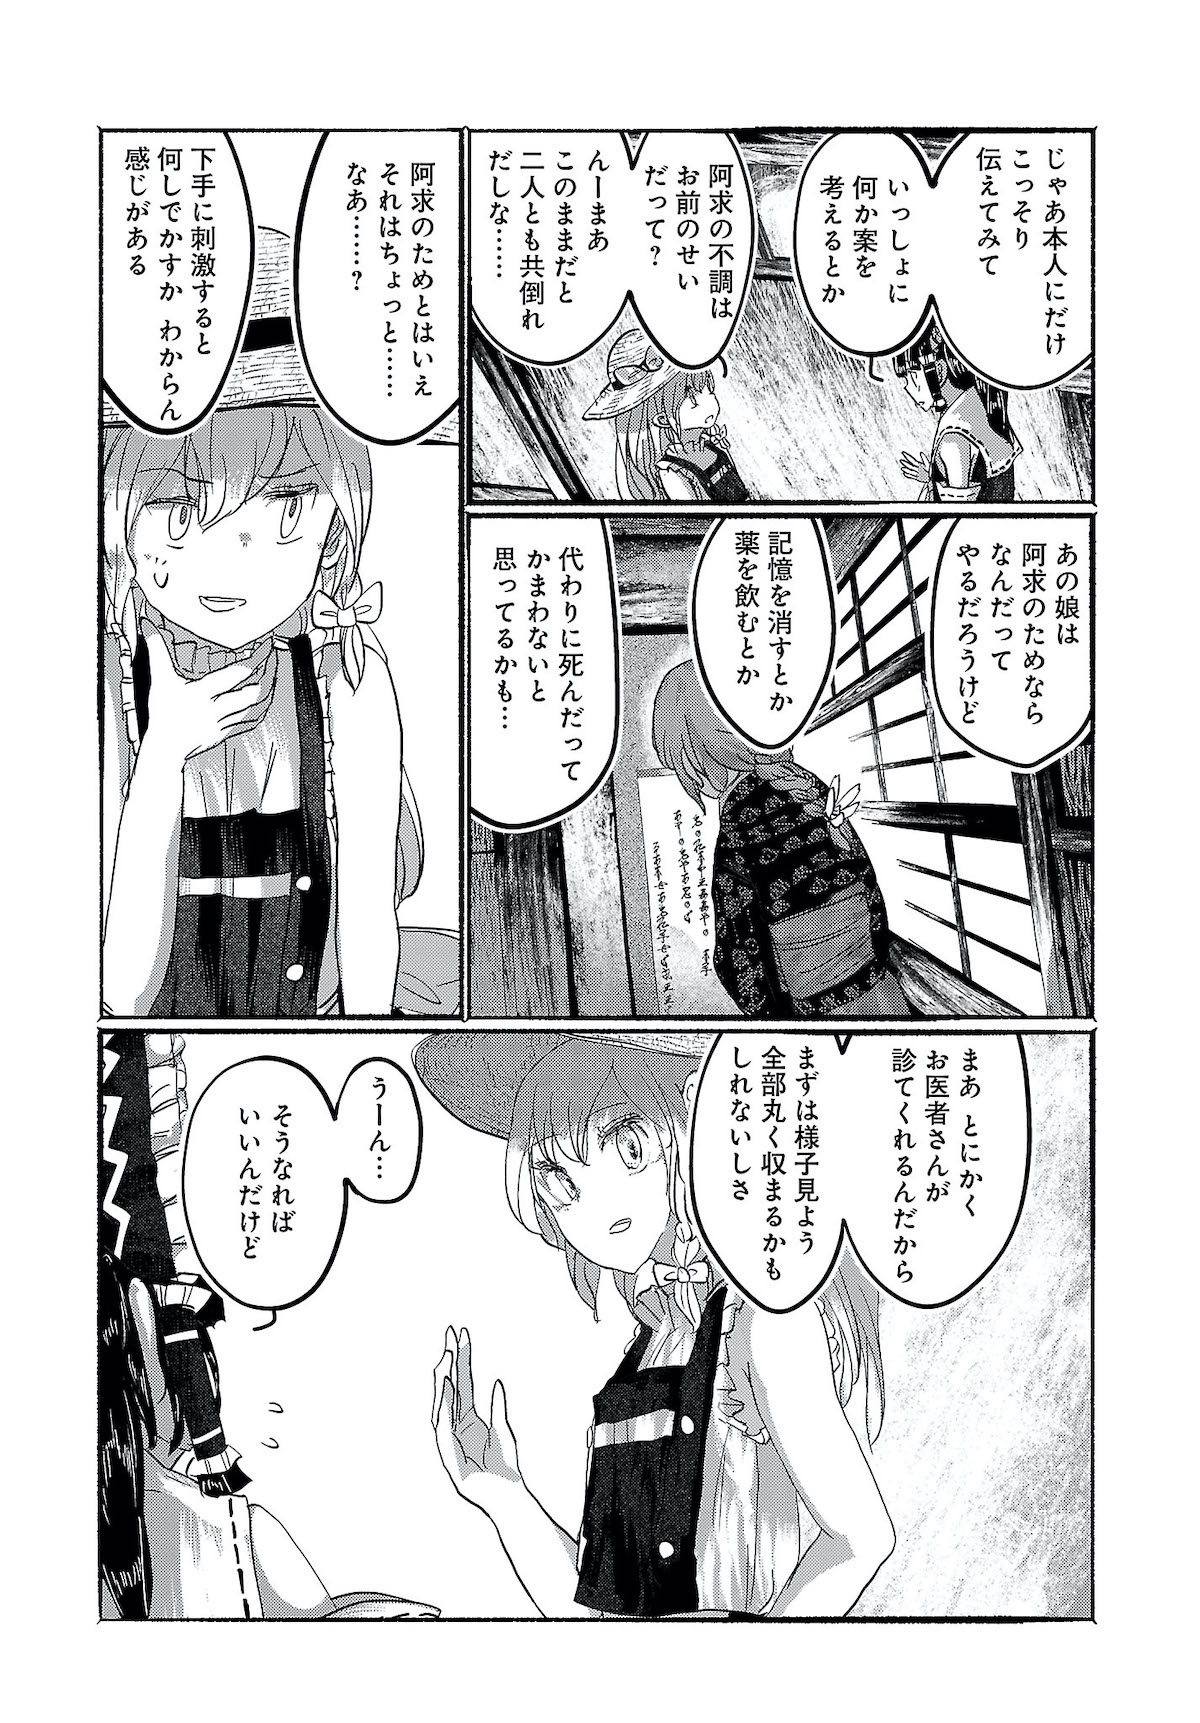 じゃあ本人にだけ
こっそり
伝えてみて
いっしょに
何か案を
考えるとか
阿求の不調は
お前のせい
だって？
んーまあ
このままだと
二人とも共倒れ
だしな……
あの娘は
阿求のためなら
なんだって
やるだろうけど
記憶を消すとか
薬を飲むとか
代わりに死んだって
かまわないと
思ってるかも…
阿求のためとはいえ
それはちょっと……
なあ……？
下手に刺激すると
何しでかすか わからん
感じがある
まあ とにかく
お医者さんが
診てくれるんだから
まずは様子見よう
全部丸く収まるかも
しれないしさ
うーん…
そうなれば
いいんだけど